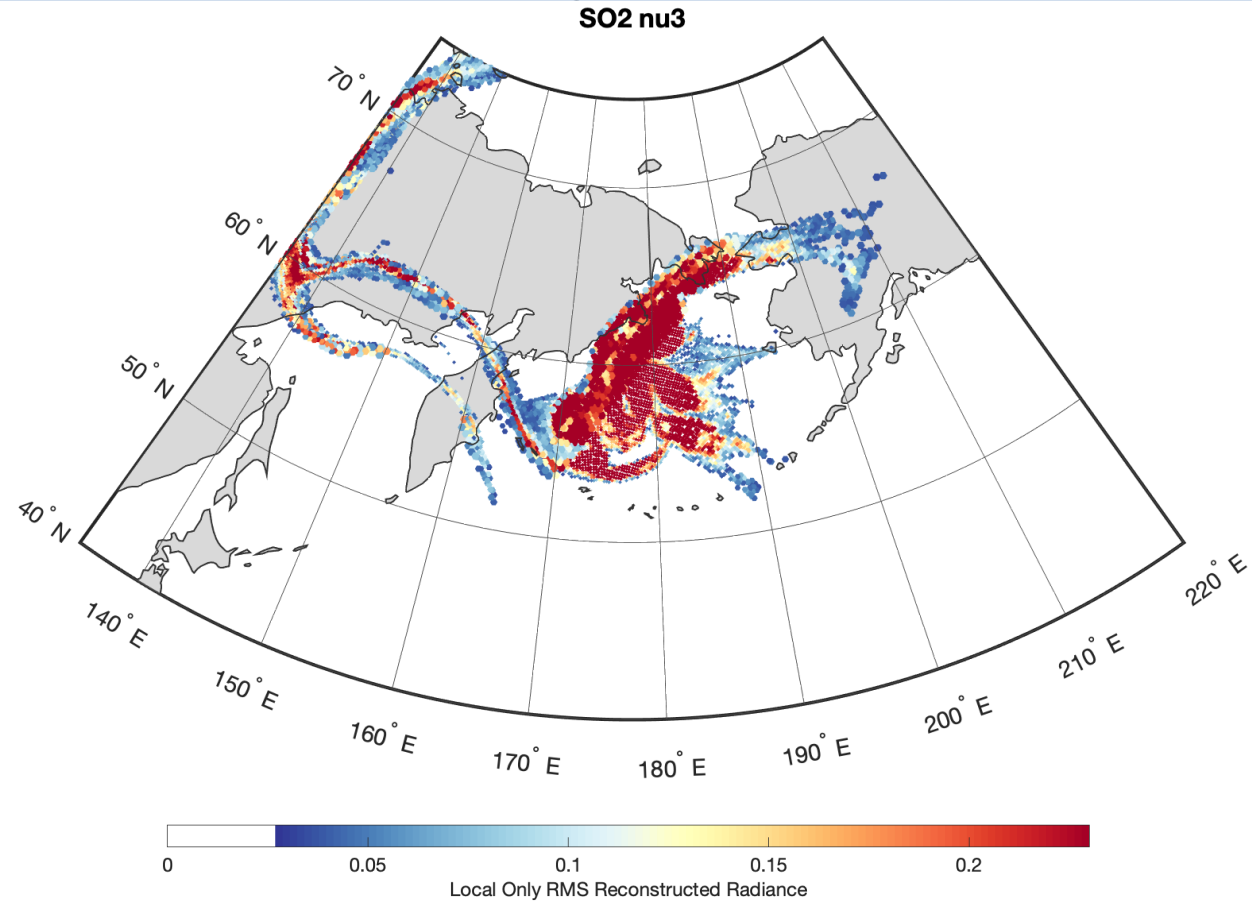 SO2 nu3
70° N
60° N
50° N
40° N
140° E
150° E
160° E
170° E
180° E
190° E
200° E
210° E
220° E
0 0.05 0.1 0.15 0.2
Local Only RMS Reconstructed Radiance